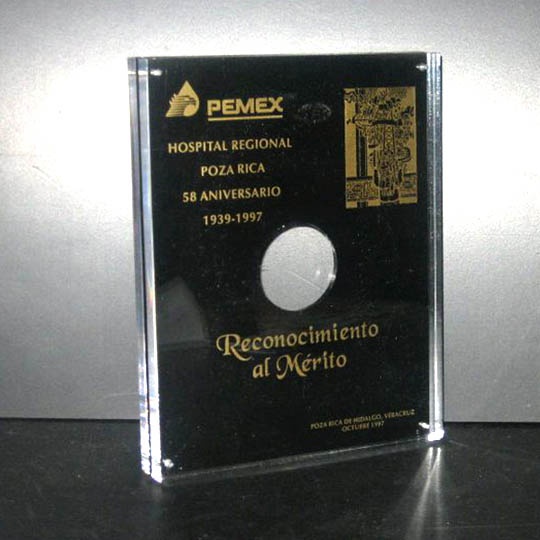 PEMEX
HOSPITAL REGIONAL
POZA RICA
58 ANIVERSARIO
1939-1997
Reconocimiento
al Mérito
POZA RICA DE HIDALGO, VERACRUZ
OCTUBRE 1997